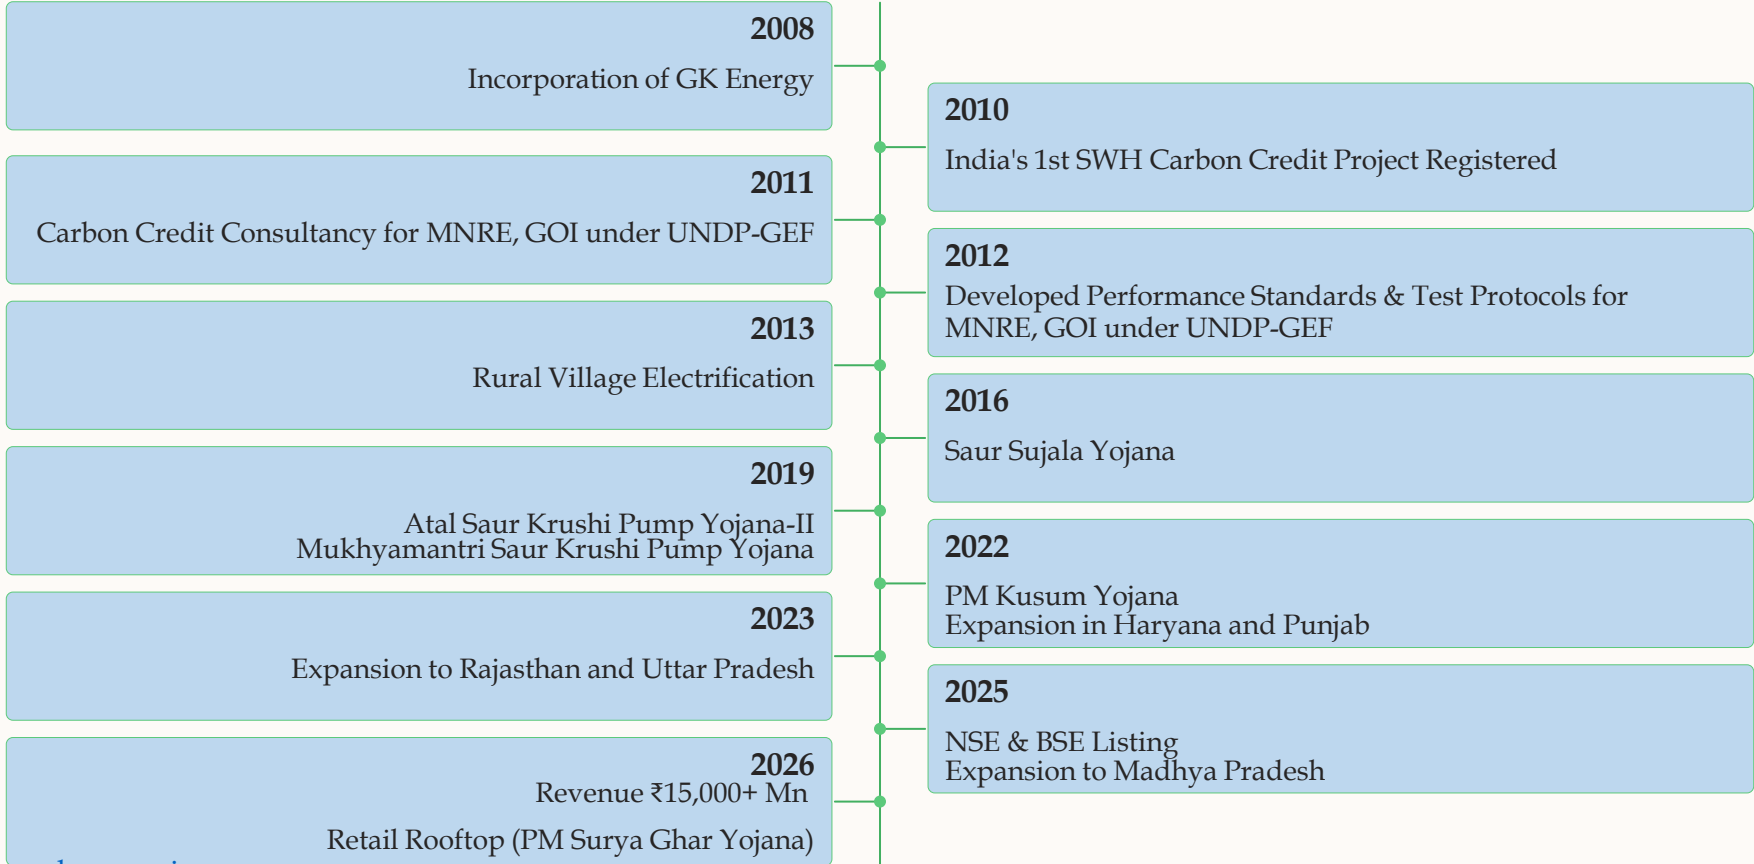 2008
Incorporation of GK Energy
2010
India's 1st SWH Carbon Credit Project Registered
2011
Carbon Credit Consultancy for MNRE, GOI under UNDP-GEF
2012
Developed Performance Standards & Test Protocols for
MNRE, GOI under UNDP-GEF
2013
Rural Village Electrification
2016
Saur Sujala Yojana
2019
Atal Saur Krushi Pump Yojana-II
Mukhyamantri Saur Krushi Pump Yojana
2022
PM Kusum Yojana
Expansion in Haryana and Punjab
2023
Expansion to Rajasthan and Uttar Pradesh
2025
NSE & BSE Listing
Expansion to Madhya Pradesh
2026
Revenue ₹15,000+ Mn
Retail Rooftop (PM Surya Ghar Yojana)